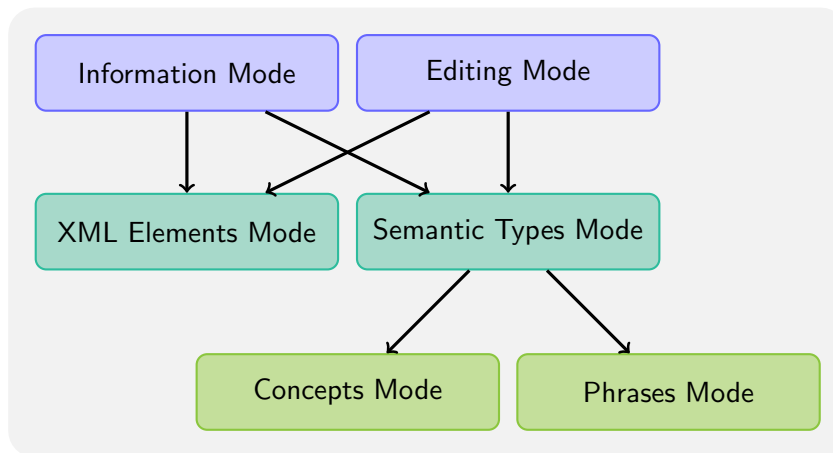 Information Mode
Editing Mode
XML Elements Mode
Semantic Types Mode
Concepts Mode
Phrases Mode